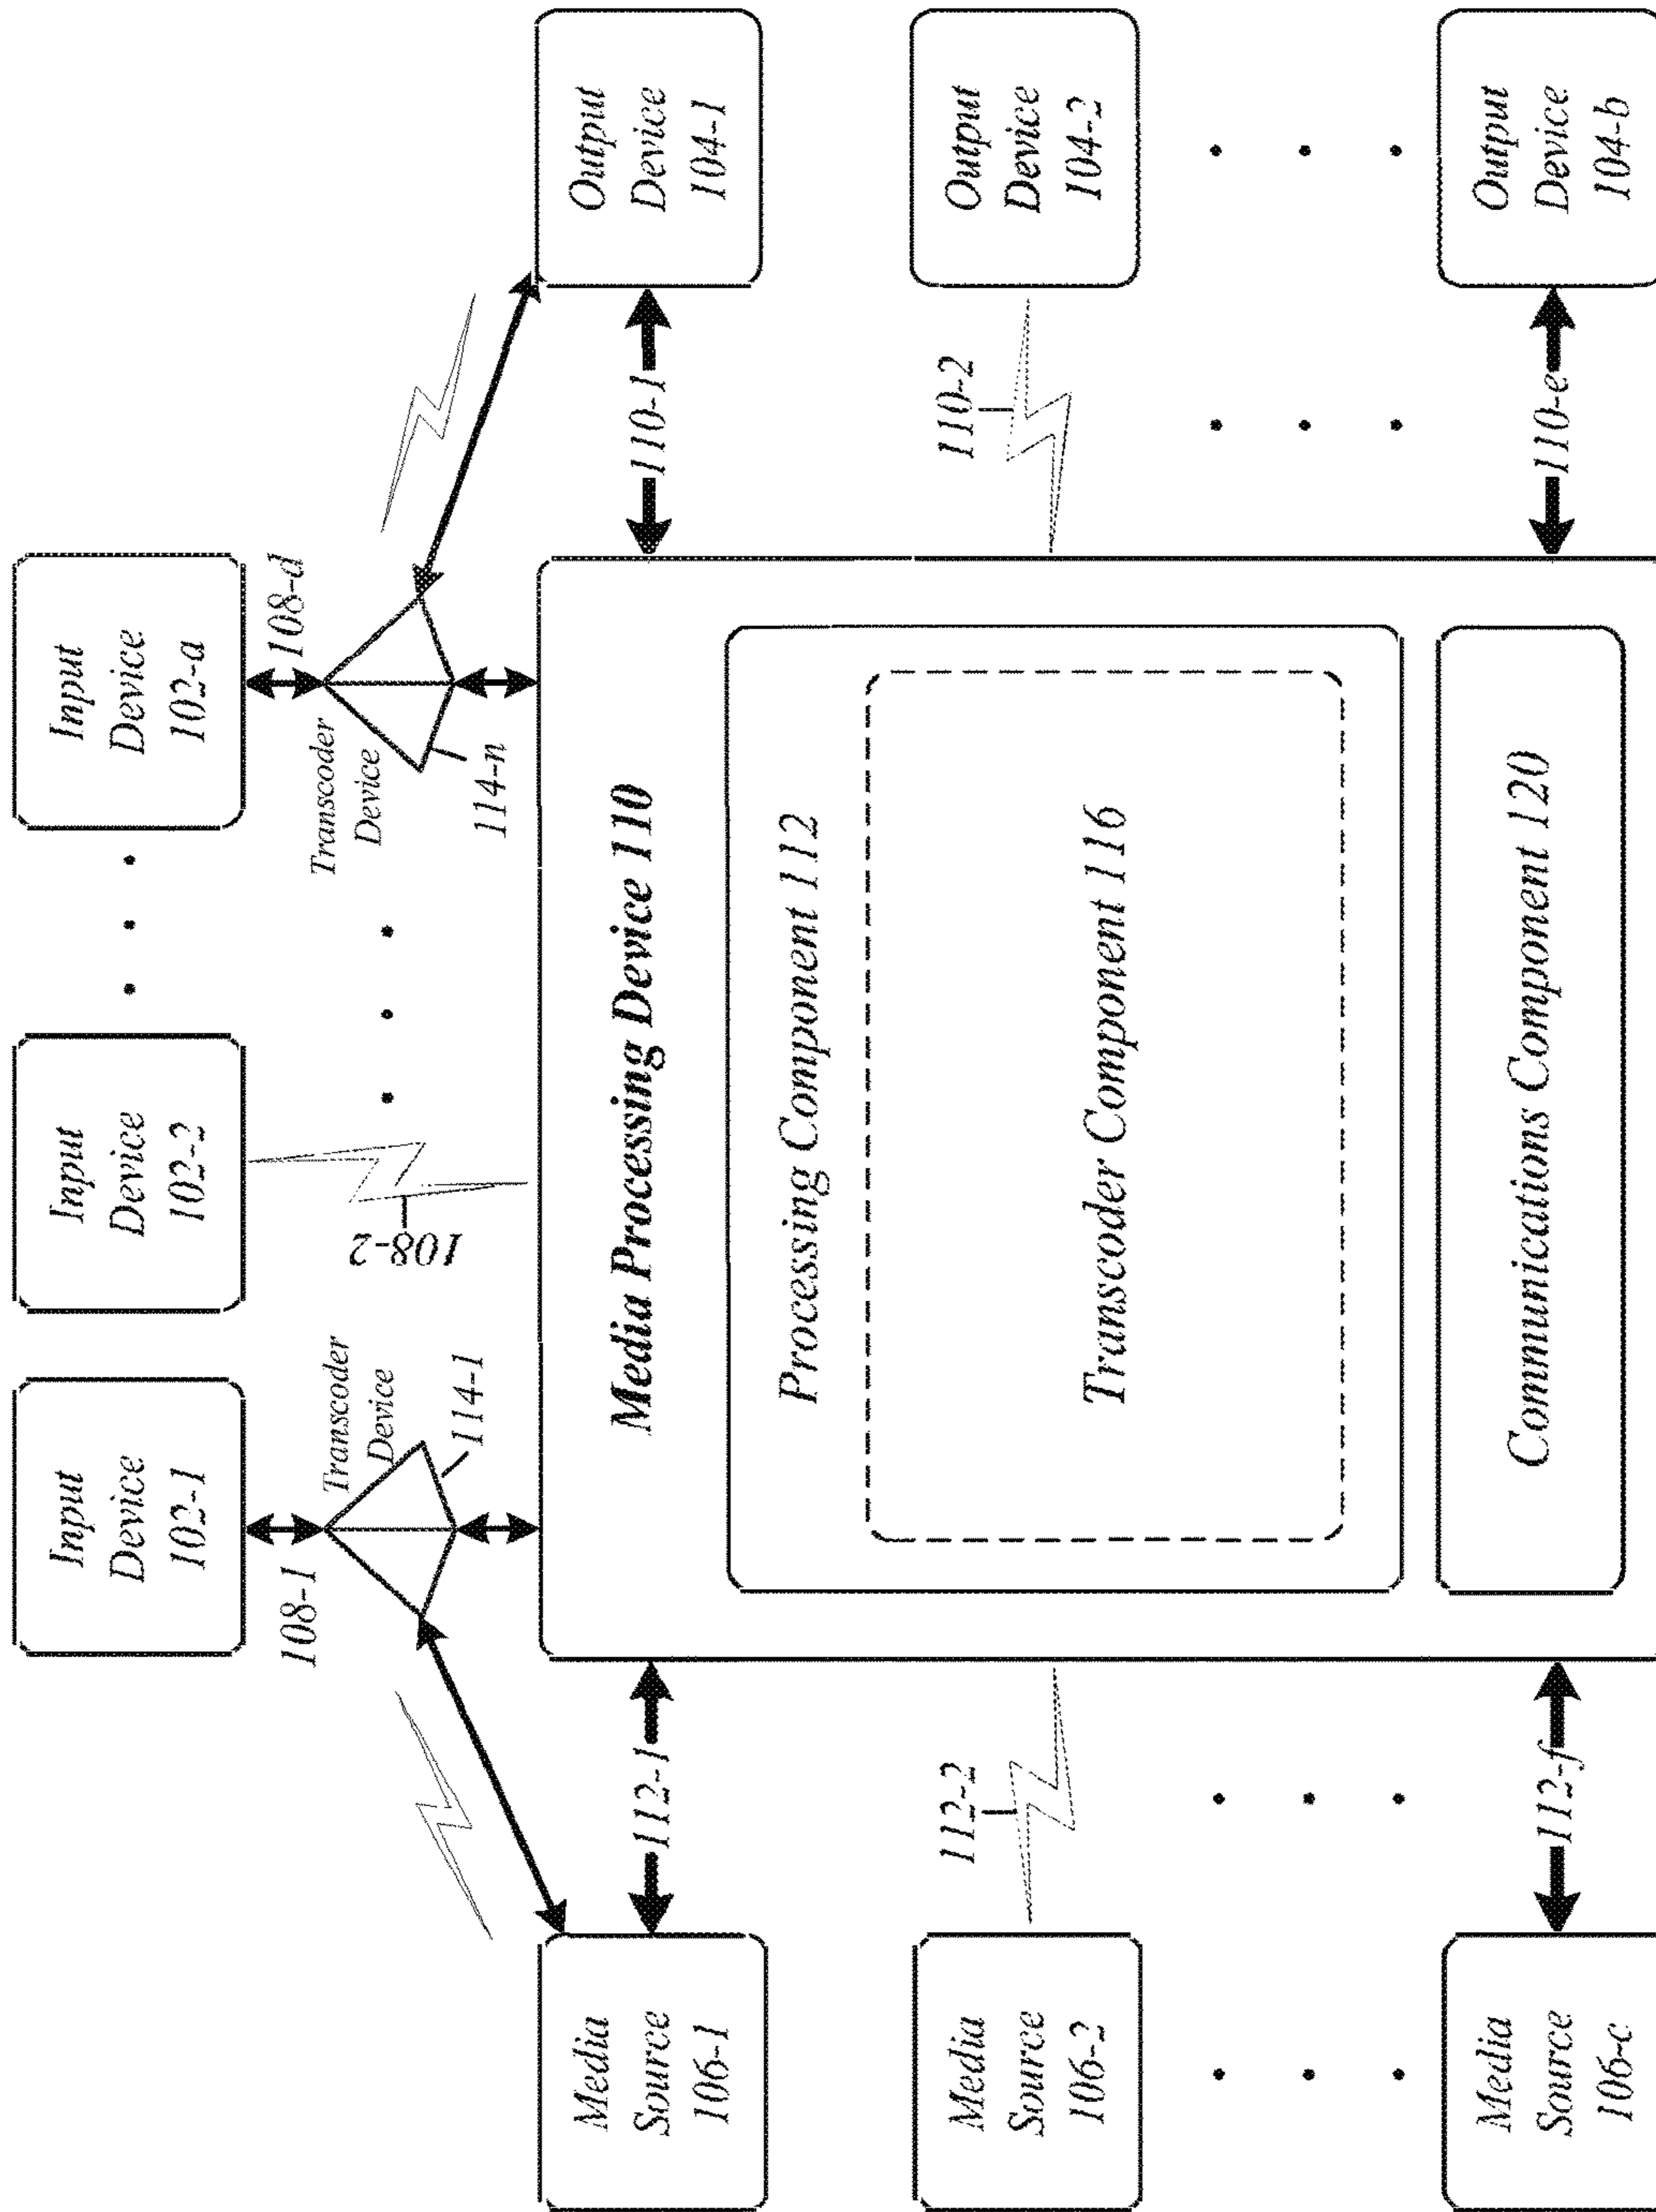 Input
Device
102-1
Input
Device
102-2
Input
Device
102-a
108-1
Transcoder
Device
114-1
108-2
Transcoder
Device
114-n
108-d
Media
Source
106-1
112-1
Media Processing Device 110
110-1
Output
Device
104-1
Processing Component 112
Media
Source
106-2
112-2
Transcoder Component 116
110-2
Output
Device
104-2
Media
Source
106-c
112-f
Communications Component 120
110-e
Output
Device
104-b